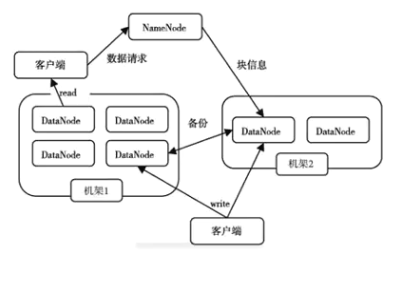 NameNode
客户端
数据请求
块信息
read
DataNode
DataNode
备份
DataNode
DataNode
DataNode
DataNode
机架1
机架2
write
客户端